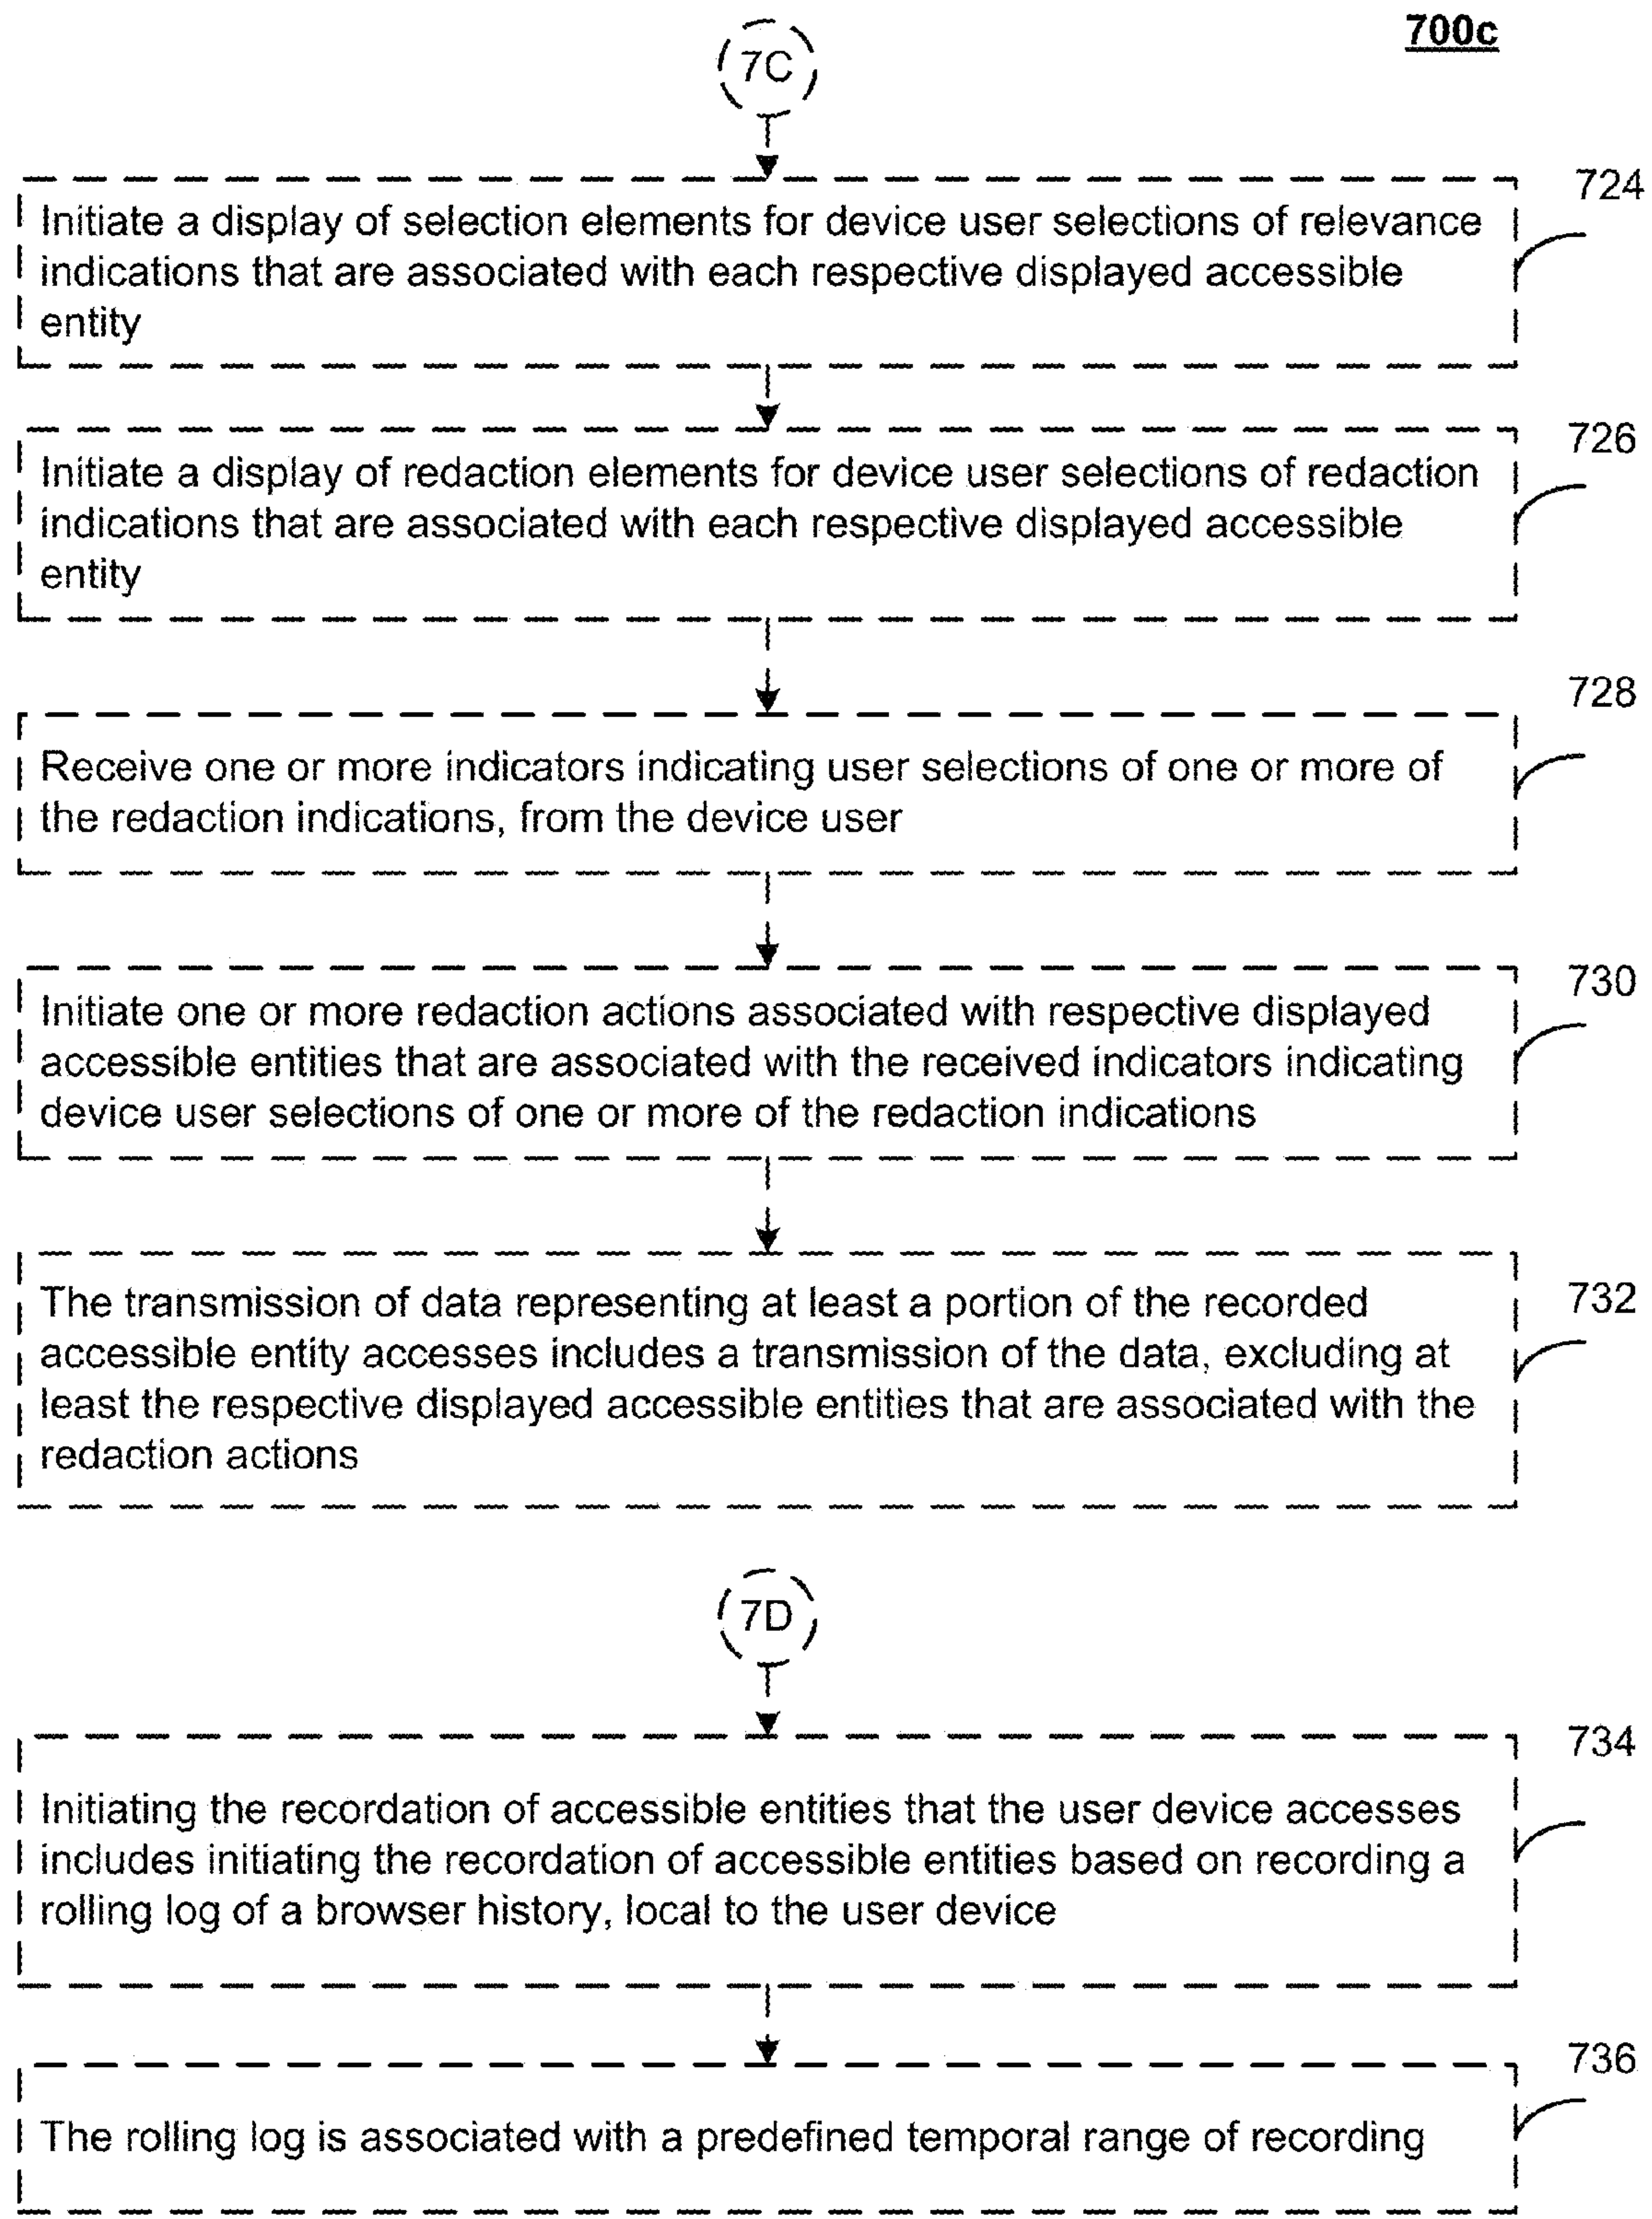 700c
7C
724
Initiate a display of selection elements for device user selections of relevance
indications that are associated with each respective displayed accessible
entity
726
Initiate a display of redaction elements for device user selections of redaction
indications that are associated with each respective displayed accessible
entity
728
Receive one or more indicators indicating user selections of one or more of
the redaction indications, from the device user
730
Initiate one or more redaction actions associated with respective displayed
accessible entities that are associated with the received indicators indicating
device user selections of one or more of the redaction indications
732
The transmission of data representing at least a portion of the recorded
accessible entity accesses includes a transmission of the data, excluding at
least the respective displayed accessible entities that are associated with the
redaction actions
7D
734
Initiating the recordation of accessible entities that the user device accesses
includes initiating the recordation of accessible entities based on recording a
rolling log of a browser history, local to the user device
736
The rolling log is associated with a predefined temporal range of recording